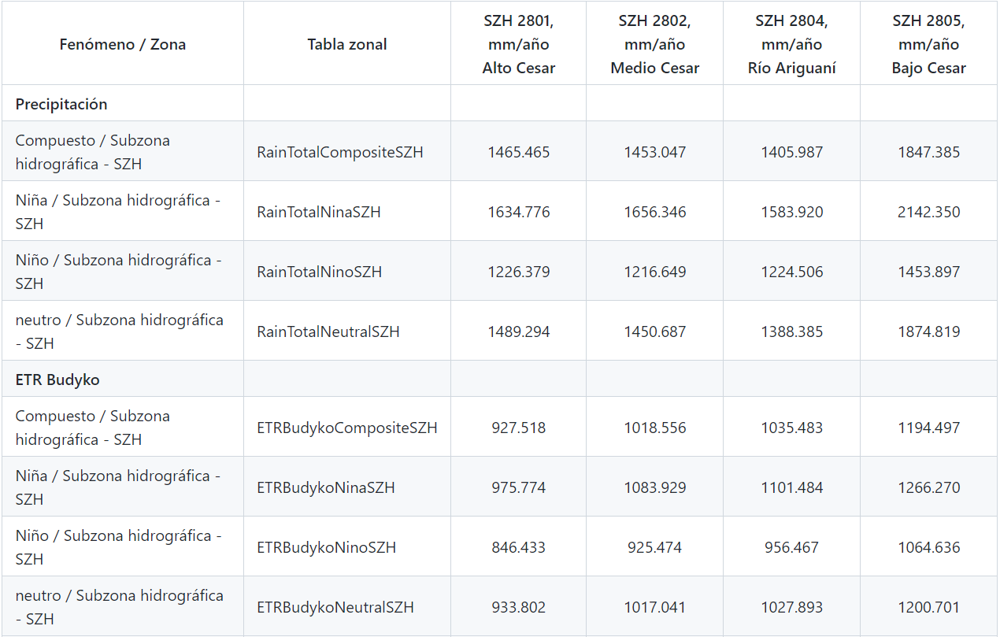 Fenómeno / Zona
Tabla zonal
SZH 2801,
mm/año
Alto Cesar
SZH 2802,
mm/año
Medio Cesar
SZH 2804,
mm/año
Río Ariguaní
SZH 2805,
mm/año
Bajo Cesar
Precipitación
Compuesto / Subzona
hidrográfica - SZH
RainTotalCompositeSZH
1465.465
1453.047
1405.987
1847.385
Niña / Subzona hidrográfica -
SZH
RainTotalNinaSZH
1634.776
1656.346
1583.920
2142.350
Niño / Subzona hidrográfica -
SZH
RainTotalNinoSZH
1226.379
1216.649
1224.506
1453.897
neutro / Subzona hidrográfica
- SZH
RainTotalNeutralSZH
1489.294
1450.687
1388.385
1874.819
ETR Budyko
Compuesto / Subzona
hidrográfica - SZH
ETRBudykoCompositeSZH
927.518
1018.556
1035.483
1194.497
Niña / Subzona hidrográfica -
SZH
ETRBudykoNinaSZH
975.774
1083.929
1101.484
1266.270
Niño / Subzona hidrográfica -
SZH
ETRBudykoNinoSZH
846.433
925.474
956.467
1064.636
neutro / Subzona hidrográfica
- SZH
ETRBudykoNeutralSZH
933.802
1017.041
1027.893
1200.701